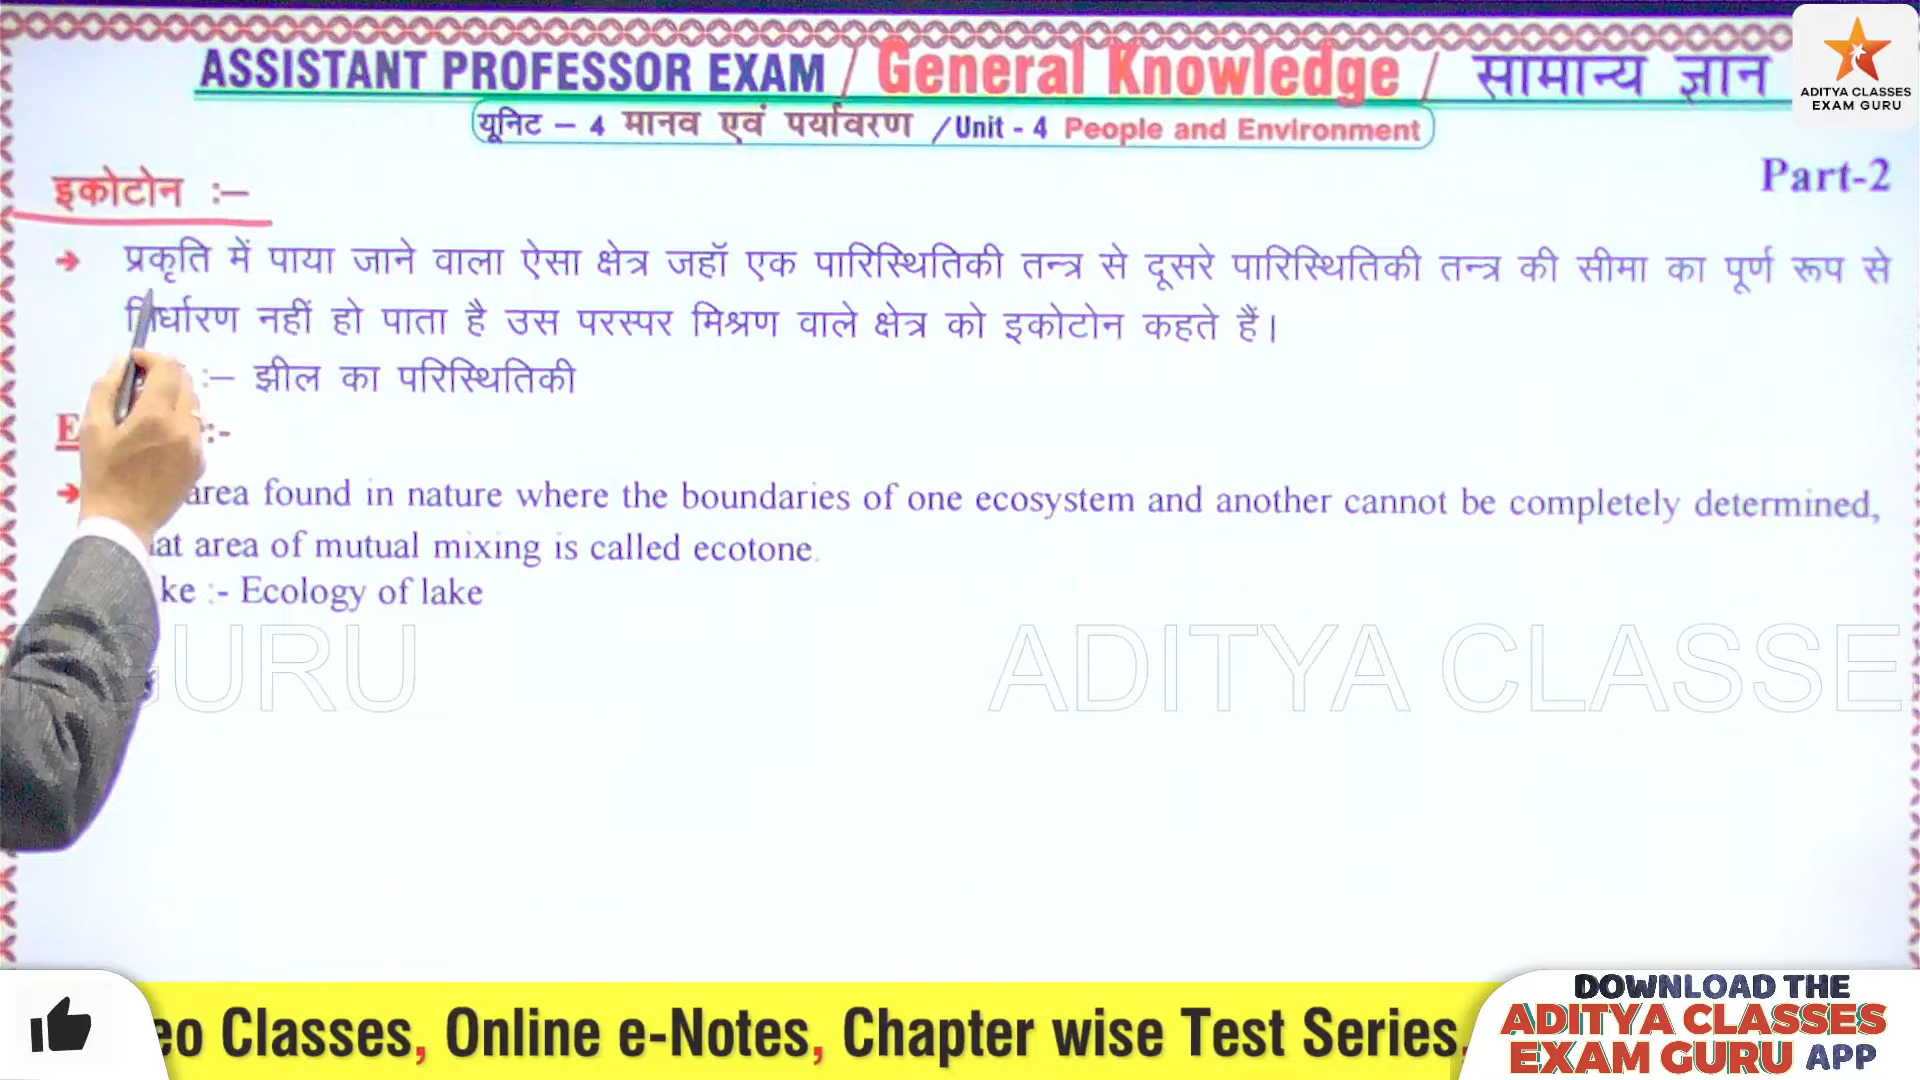 ASSISTANT PROFESSOR EXAM / General Knowledge / सामान्य ज्ञान
ADITYA CLASSES
EXAM GURU
यूनिट – 4 मानव एवं पर्यावरण / Unit - 4 People and Environment
Part-2
इकोटोन :–
→ प्रकृति में पाया जाने वाला ऐसा क्षेत्र जहॉ एक पारिस्थितिकी तन्त्र से दूसरे पारिस्थितिकी तन्त्र की सीमा का पूर्ण रूप से
निर्धारण नहीं हो पाता है उस परस्पर मिश्रण वाले क्षेत्र को इकोटोन कहते हैं।
:– झील का परिस्थितिकी
E :-
→ area found in nature where the boundaries of one ecosystem and another cannot be completely determined,
at area of mutual mixing is called ecotone.
ke :- Ecology of lake
GURU ADITYA CLASSE
eo Classes, Online e-Notes, Chapter wise Test Series,
DOWNLOAD THE
ADITYA CLASSES
EXAM GURU APP